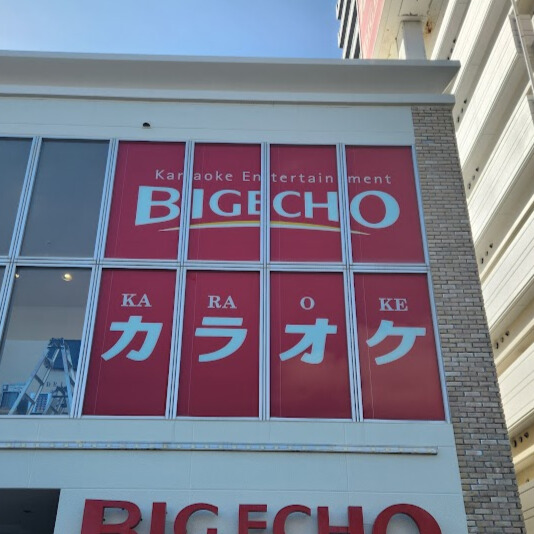 Karaoke Entertainment
BIGECHO
KA RA O KE
カラオケ
BIG ECHO